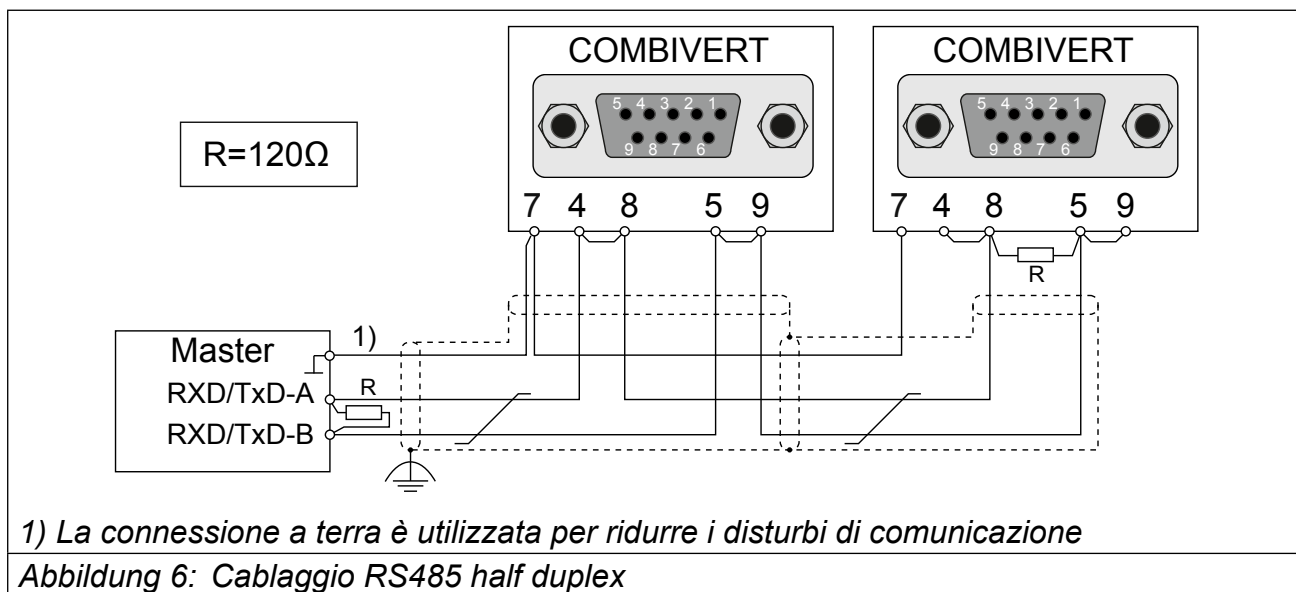 COMBIVERT COMBIVERT
5 4 3 2 1 5 4 3 2 1
9 8 7 6 9 8 7 6
R=120Ω
7 4 8 5 9 7 4 8 5 9
R
1)
Master
RXD/TxD-A R
RXD/TxD-B
1) La connessione a terra è utilizzata per ridurre i disturbi di comunicazione
Abbildung 6: Cablaggio RS485 half duplex